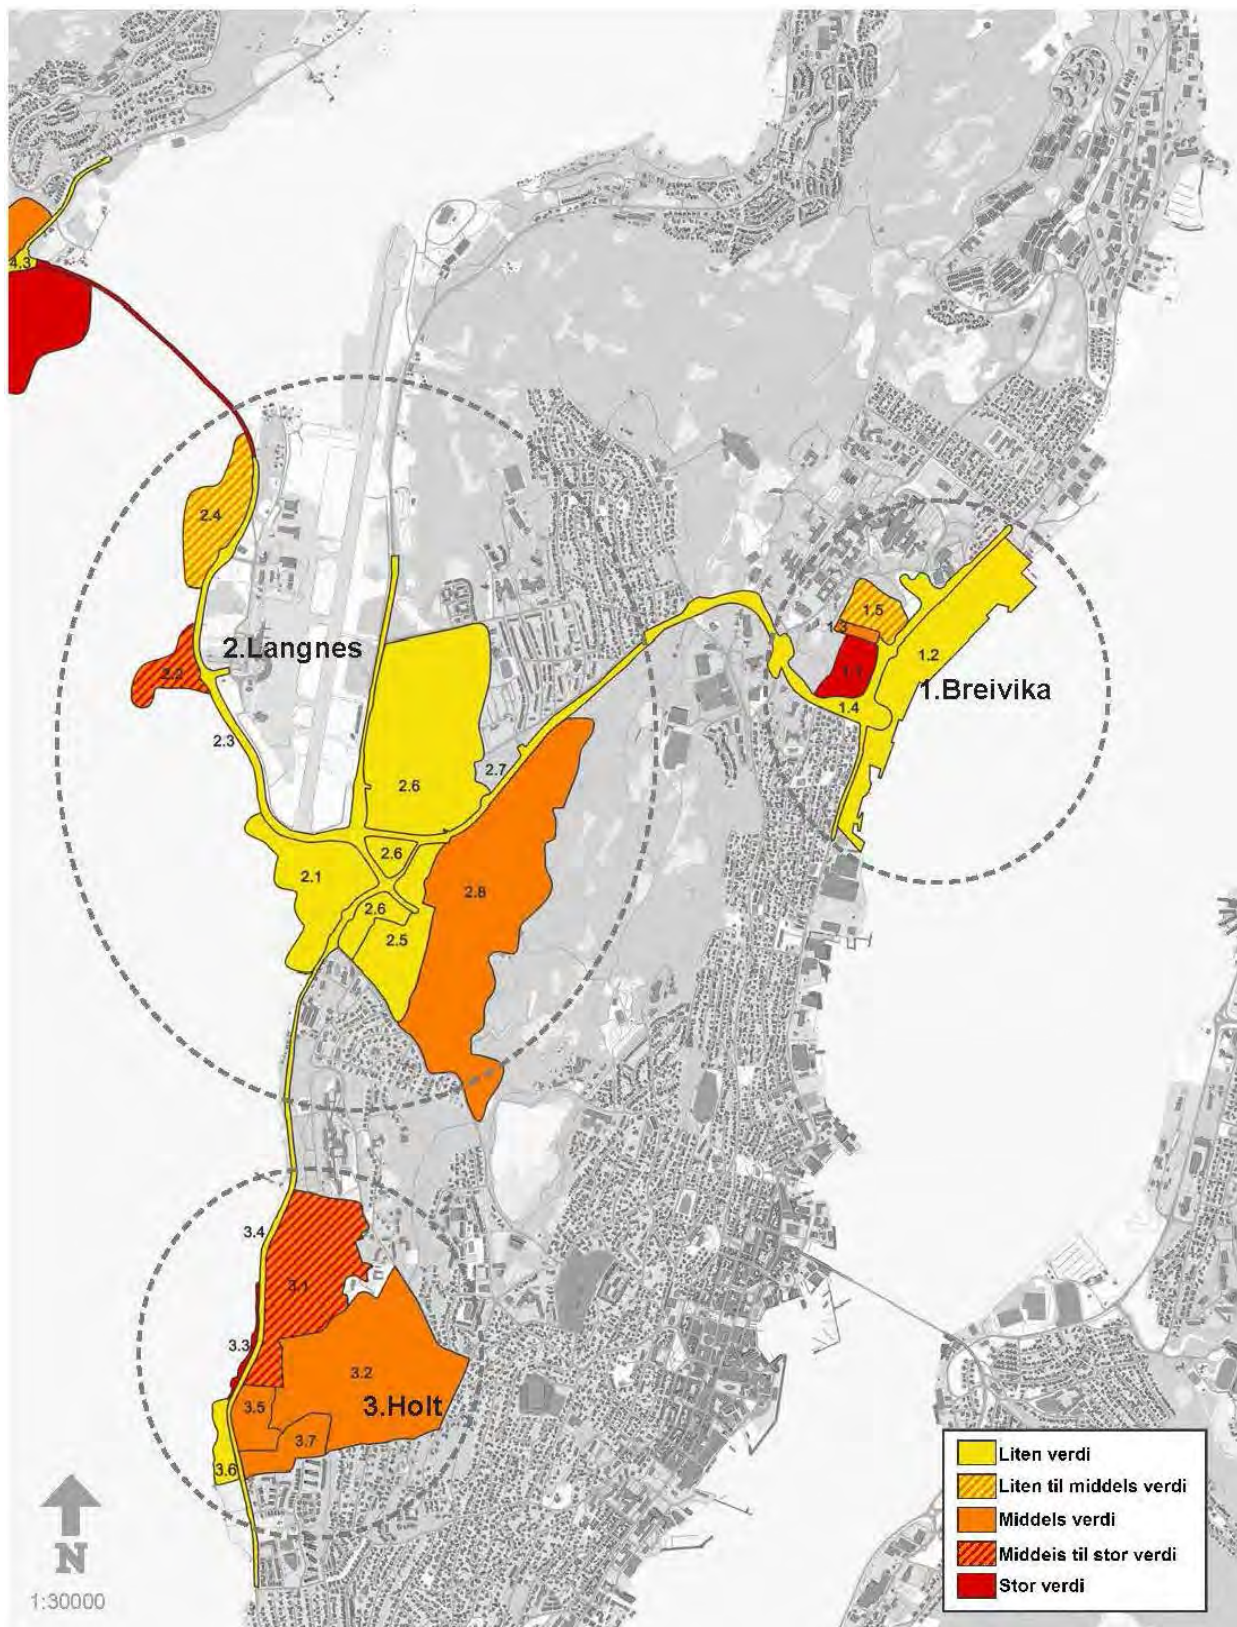 4.3
2.4
2.Langnes
2.2
2.3
2.7
2.6
2.6
2.1
2.8
2.6
2.5
1.5
1.3
1.2
1.1
1.Breivika
1.4
3.4
3.1
3.3
3.2
3.Holt
3.5
3.7
3.6
N
1:30000
Liten verdi
Liten til middels verdi
Middels verdi
Middeis til stor verdi
Stor verdi